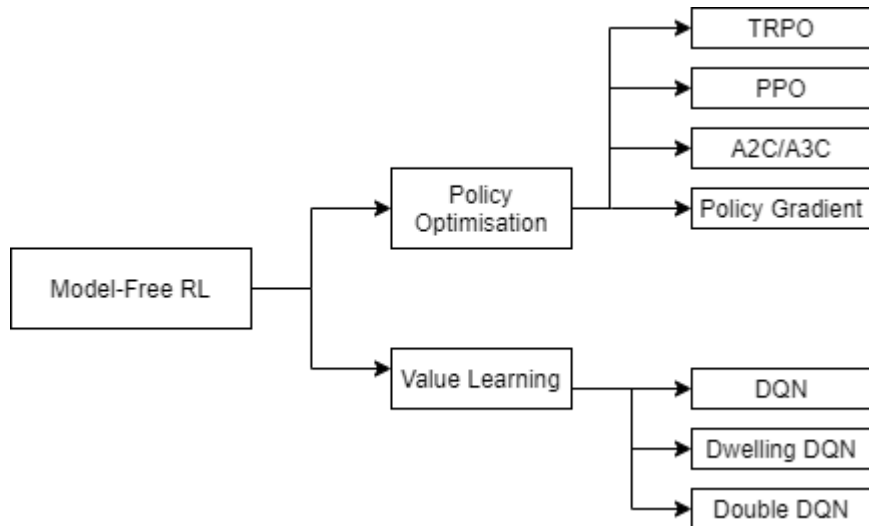 TRPO
PPO
A2C/A3C
Policy
Optimisation
Policy Gradient
Model-Free RL
Value Learning
DQN
Dwelling DQN
Double DQN